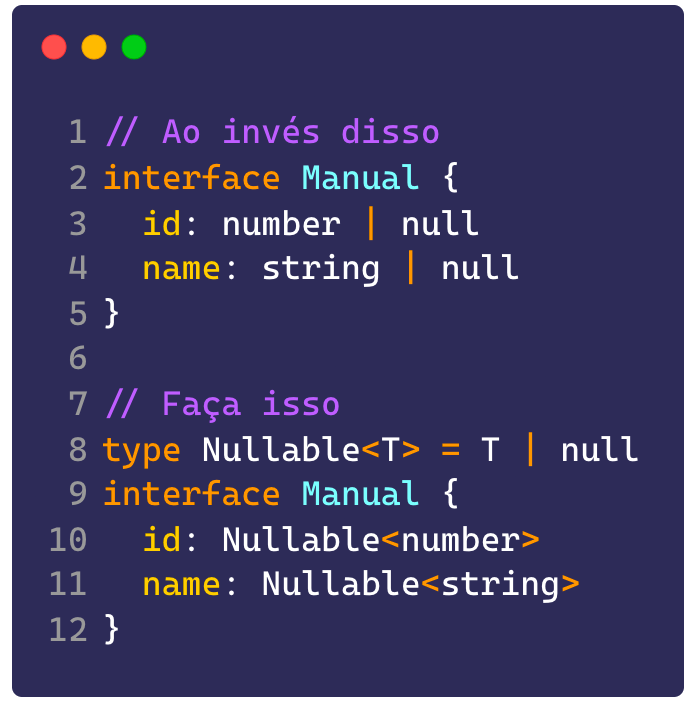 1 // Ao invés disso
2 interface Manual {
3   id: number | null
4   name: string | null
5 }
6
7 // Faça isso
8 type Nullable<T> = T | null
9 interface Manual {
10   id: Nullable<number>
11   name: Nullable<string>
12 }